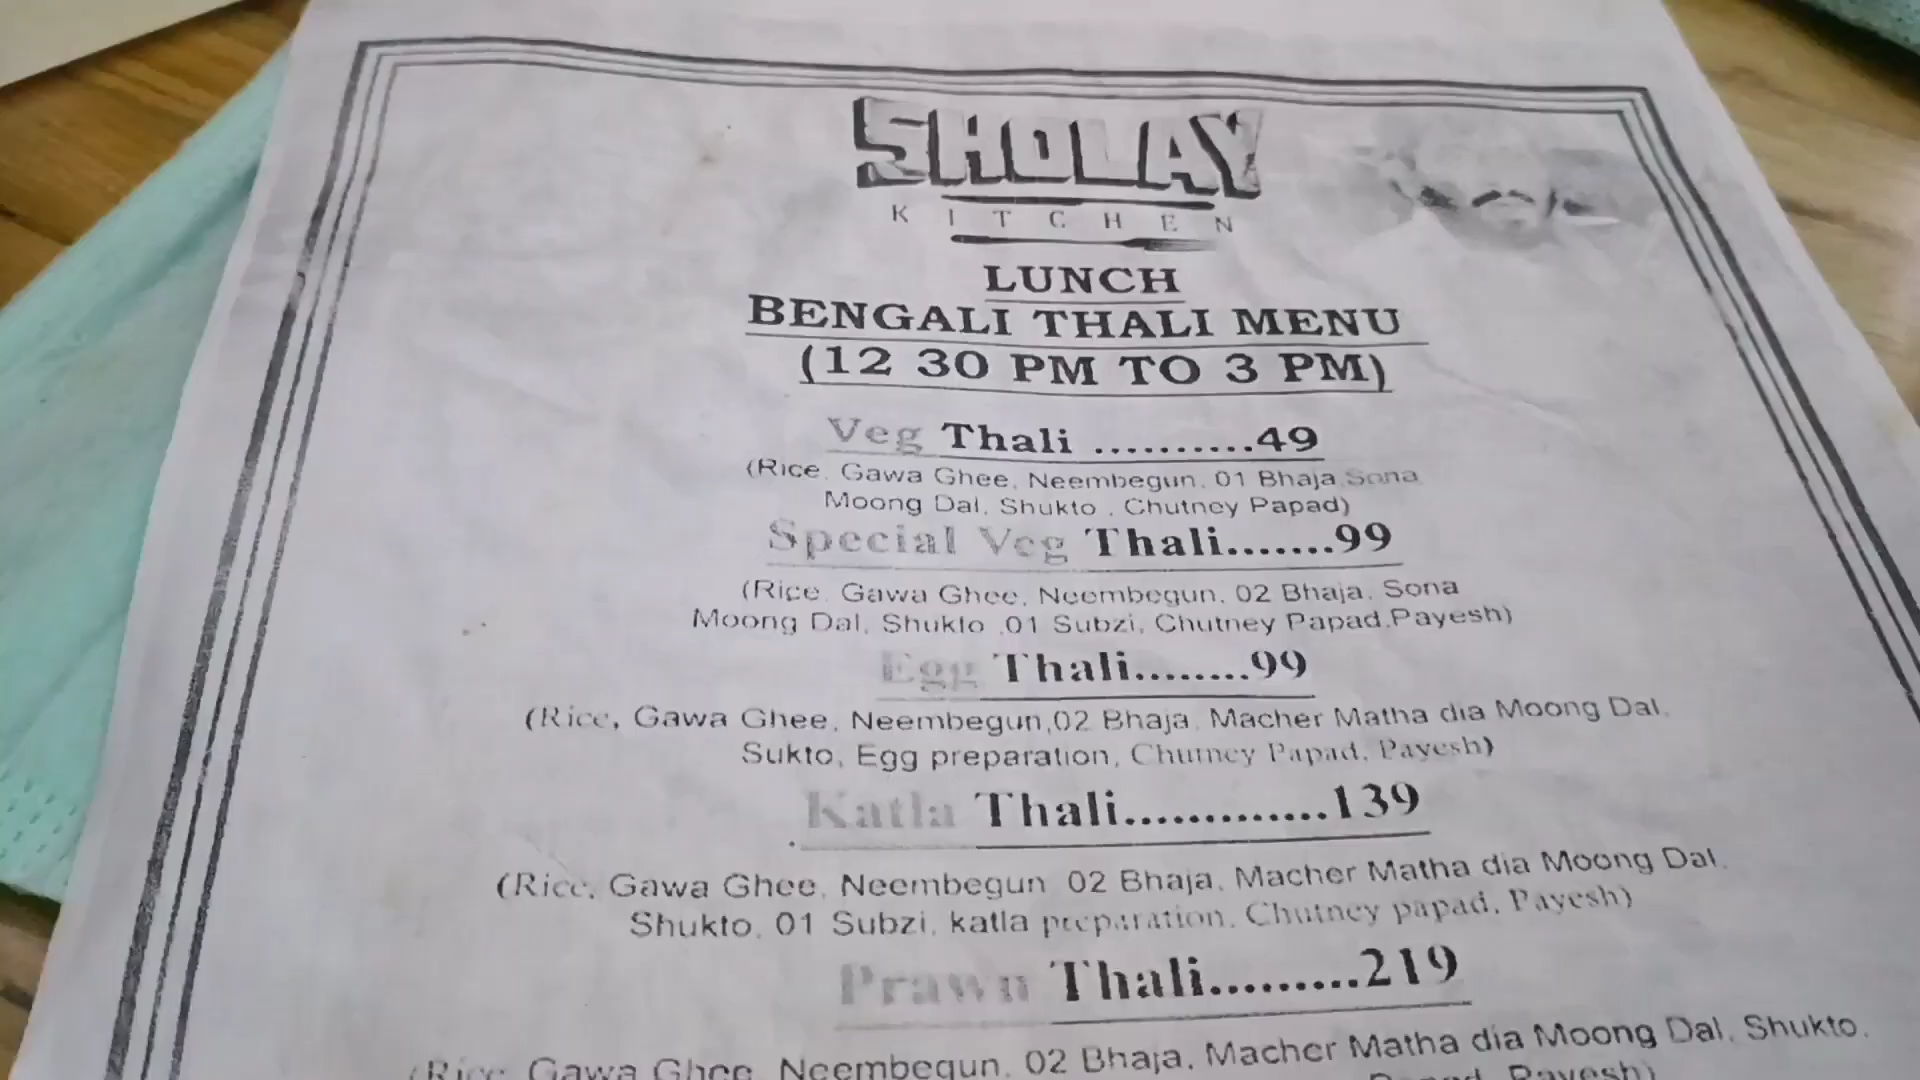 SHOLAY
KITCHEN
LUNCH
BENGALI THALI MENU
(12 30 PM TO 3 PM)
Veg Thali ..........49
(Rice, Gawa Ghee, Neembegun, 01 Bhaja,Sona
Moong Dal, Shukto , Chutney Papad)
Special Veg Thali.......99
(Rice, Gawa Ghee, Neembegun, 02 Bhaja, Sona
Moong Dal, Shukto ,01 Subzi, Chutney Papad,Payesh)
Egg Thali........99
(Rice, Gawa Ghee, Neembegun,02 Bhaja, Macher Matha dia Moong Dal,
Sukto, Egg preparation, Chutney Papad, Payesh)
Katla Thali.............139
(Rice, Gawa Ghee, Neembegun 02 Bhaja, Macher Matha dia Moong Dal,
Shukto, 01 Subzi, katla preparation, Chutney papad, Payesh)
Prawn Thali.........219
(Rice Gawa Ghee Neembegun, 02 Bhaja, Macher Matha dia Moong Dal, Shukto,
Payesh)